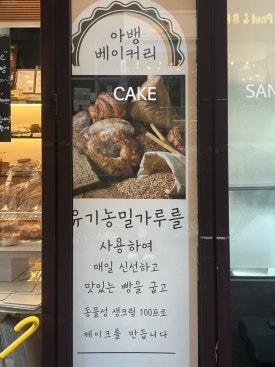 아뱅
베이커리
CAKE
SAN
유기농밀가루를
사용하여
매일 신선하고
맛있는 빵을 굽고
동물성 생크림 100프로
케이크를 만듭니다